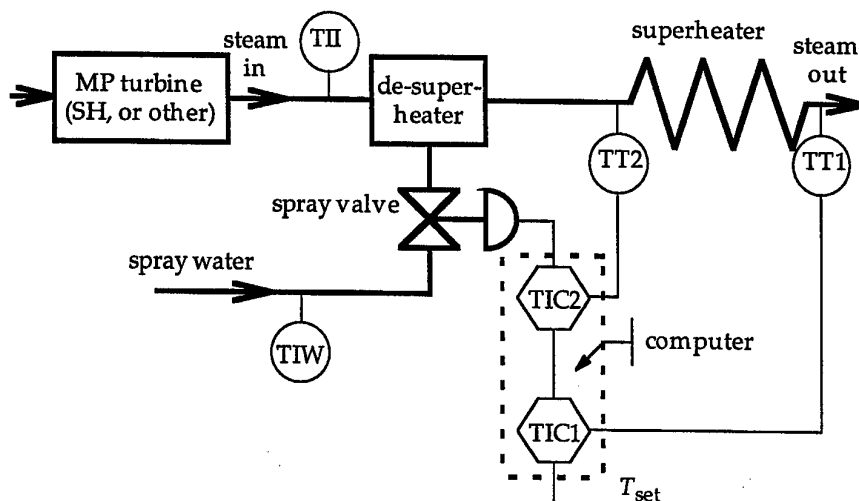 steam
in
TII
superheater
steam
out
MP turbine
(SH, or other)
de-super-
heater
TT2
TT1
spray valve
spray water
TIC2
TIW
computer
TIC1
T_set